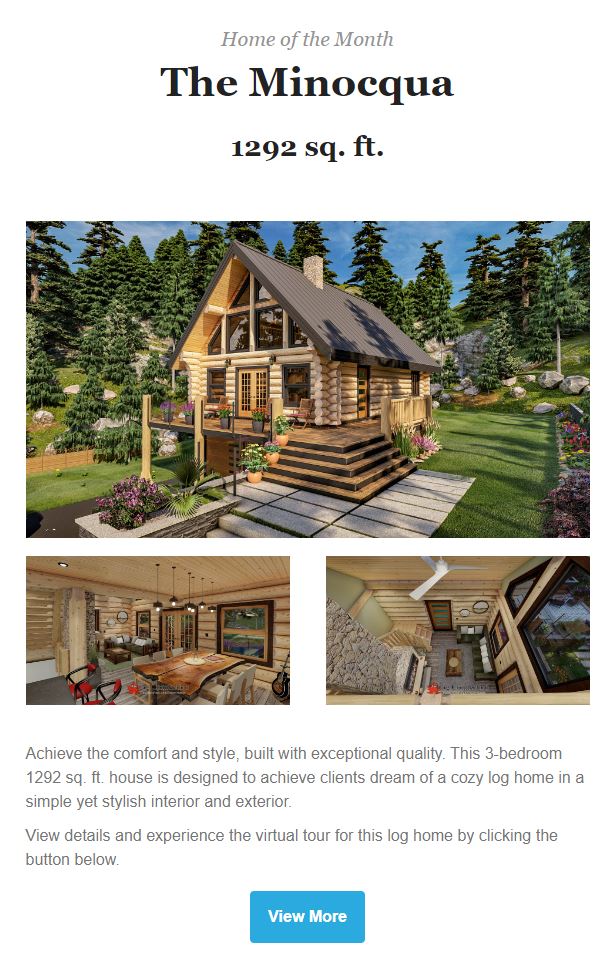 Home of the Month
The Minocqua
1292 sq. ft.
Achieve the comfort and style, built with exceptional quality. This 3-bedroom
1292 sq. ft. house is designed to achieve clients dream of a cozy log home in a
simple yet stylish interior and exterior.
View details and experience the virtual tour for this log home by clicking the
button below.
View More